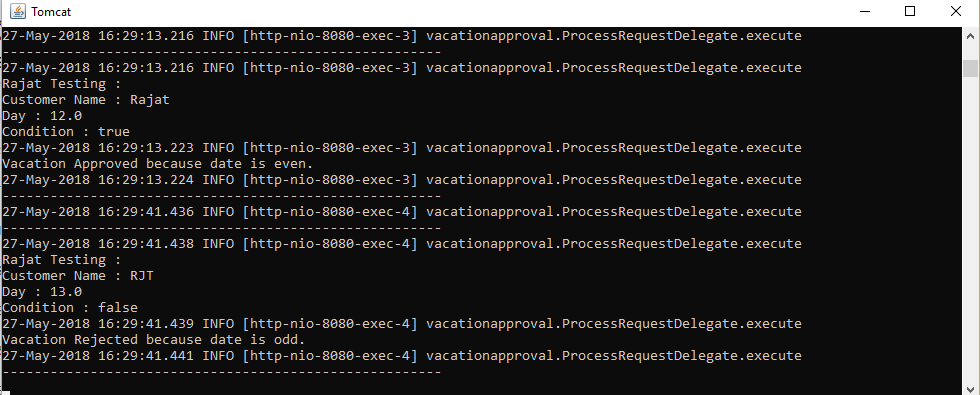 Tomcat
27-May-2018 16:29:13.216 INFO [http-nio-8080-exec-3] vacationapproval.ProcessRequestDelegate.execute
-------------------------------------------------------
27-May-2018 16:29:13.216 INFO [http-nio-8080-exec-3] vacationapproval.ProcessRequestDelegate.execute
Rajat Testing :
Customer Name : Rajat
Day : 12.0
Condition : true
27-May-2018 16:29:13.223 INFO [http-nio-8080-exec-3] vacationapproval.ProcessRequestDelegate.execute
Vacation Approved because date is even.
27-May-2018 16:29:13.224 INFO [http-nio-8080-exec-3] vacationapproval.ProcessRequestDelegate.execute
-------------------------------------------------------
27-May-2018 16:29:41.436 INFO [http-nio-8080-exec-4] vacationapproval.ProcessRequestDelegate.execute
-------------------------------------------------------
27-May-2018 16:29:41.438 INFO [http-nio-8080-exec-4] vacationapproval.ProcessRequestDelegate.execute
Rajat Testing :
Customer Name : RJT
Day : 13.0
Condition : false
27-May-2018 16:29:41.439 INFO [http-nio-8080-exec-4] vacationapproval.ProcessRequestDelegate.execute
Vacation Rejected because date is odd.
27-May-2018 16:29:41.441 INFO [http-nio-8080-exec-4] vacationapproval.ProcessRequestDelegate.execute
-------------------------------------------------------